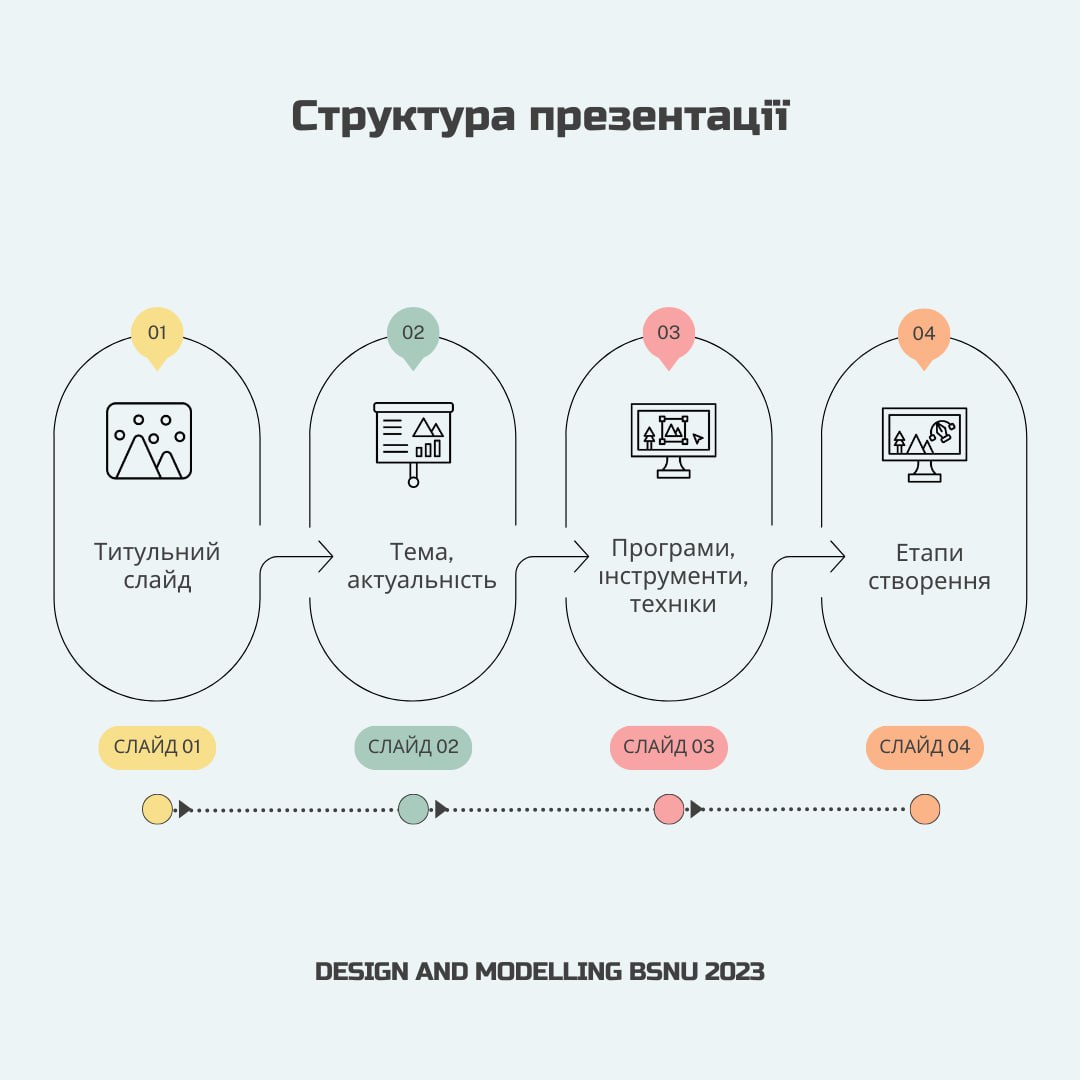 Структура презентації
01
02
03
04
Титульний
слайд
Тема,
актуальність
Програми,
інструменти,
техніки
Етапи
створення
СЛАЙД 01
СЛАЙД 02
СЛАЙД 03
СЛАЙД 04
DESIGN AND MODELLING BSNU 2023